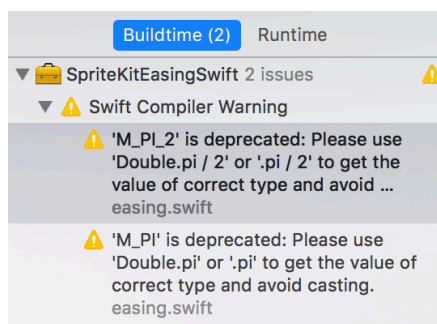 Buildtime (2) Runtime
SpriteKitEasingSwift 2 issues
Swift Compiler Warning
'M_PI_2' is deprecated: Please use
'Double.pi / 2' or '.pi / 2' to get the
value of correct type and avoid ...
easing.swift
'M_PI' is deprecated: Please use
'Double.pi' or '.pi' to get the value of
correct type and avoid casting.
easing.swift